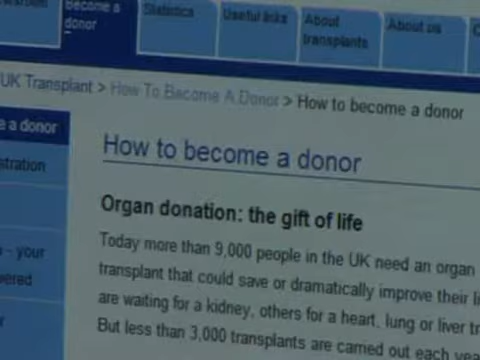 become a
donor
Statistics
Useful links
About
transplants
About us
UK Transplant > How To Become A Donor > How to become a donor
e a donor
How to become a donor
stration
Organ donation: the gift of life
Today more than 9,000 people in the UK need an organ
- your
transplant that could save or dramatically improve their li
ered
are waiting for a kidney, others for a heart, lung or liver tr
But less than 3,000 transplants are carried out each yea